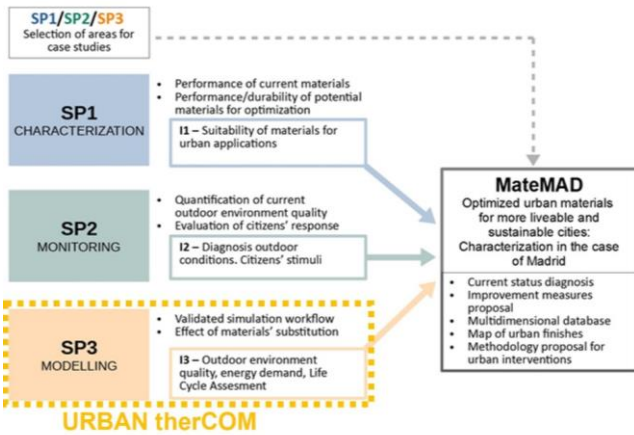 SP1/SP2/SP3
Selection of areas for
case studies
SP1
CHARACTERIZATION
• Performance of current materials
• Performance/durability of potential
materials for optimization
I1 – Suitability of materials for
urban applications
SP2
MONITORING
• Quantification of current
outdoor environment quality
• Evaluation of citizens' response
I2 – Diagnosis outdoor
conditions. Citizens' stimuli
SP3
MODELLING
• Validated simulation workflow
• Effect of materials' substitution
I3 – Outdoor environment
quality, energy demand, Life
Cycle Assesment
URBAN therCOM
MateMAD
Optimized urban materials
for more liveable and
sustainable cities:
Characterization in the case
of Madrid
• Current status diagnosis
• Improvement measures
proposal
• Multidimensional database
• Map of urban finishes
• Methodology proposal for
urban interventions